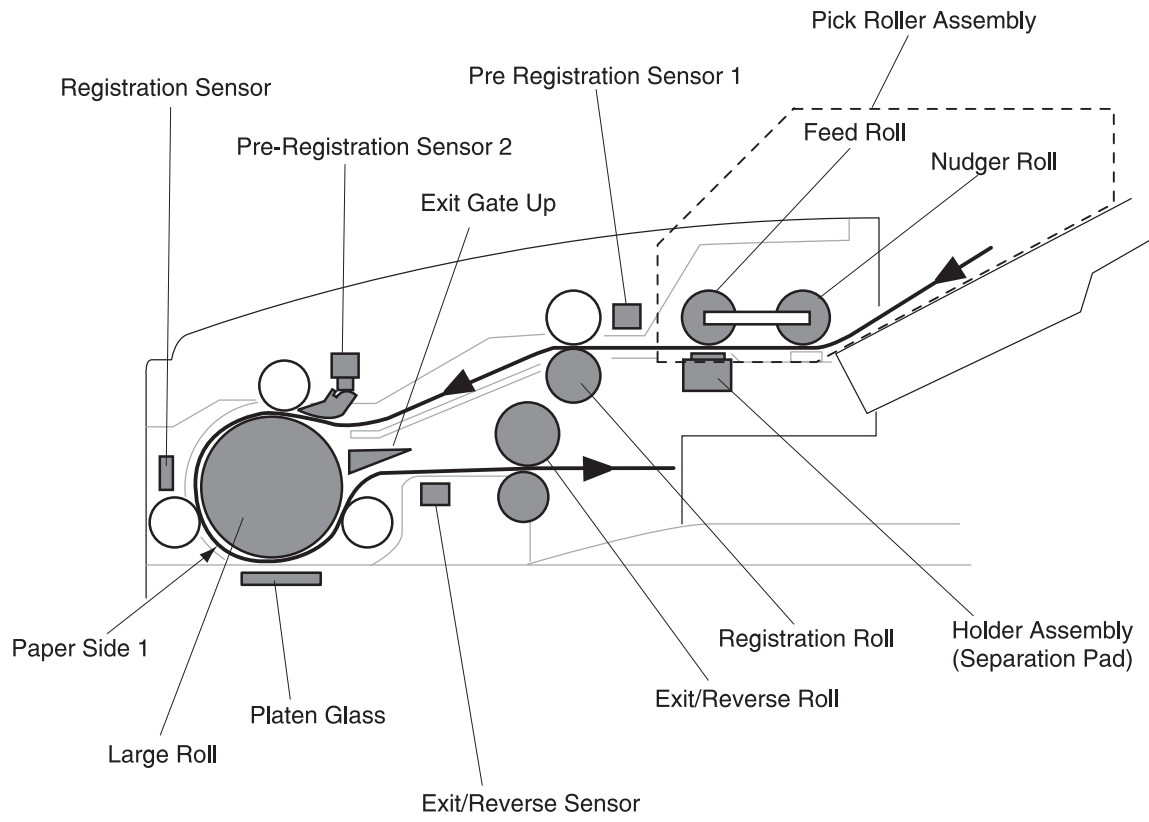 Pick Roller Assembly
Pre Registration Sensor 1
Registration Sensor
Feed Roll
Pre-Registration Sensor 2
Nudger Roll
Exit Gate Up
Paper Side 1
Registration Roll
Holder Assembly
(Separation Pad)
Exit/Reverse Roll
Platen Glass
Large Roll
Exit/Reverse Sensor